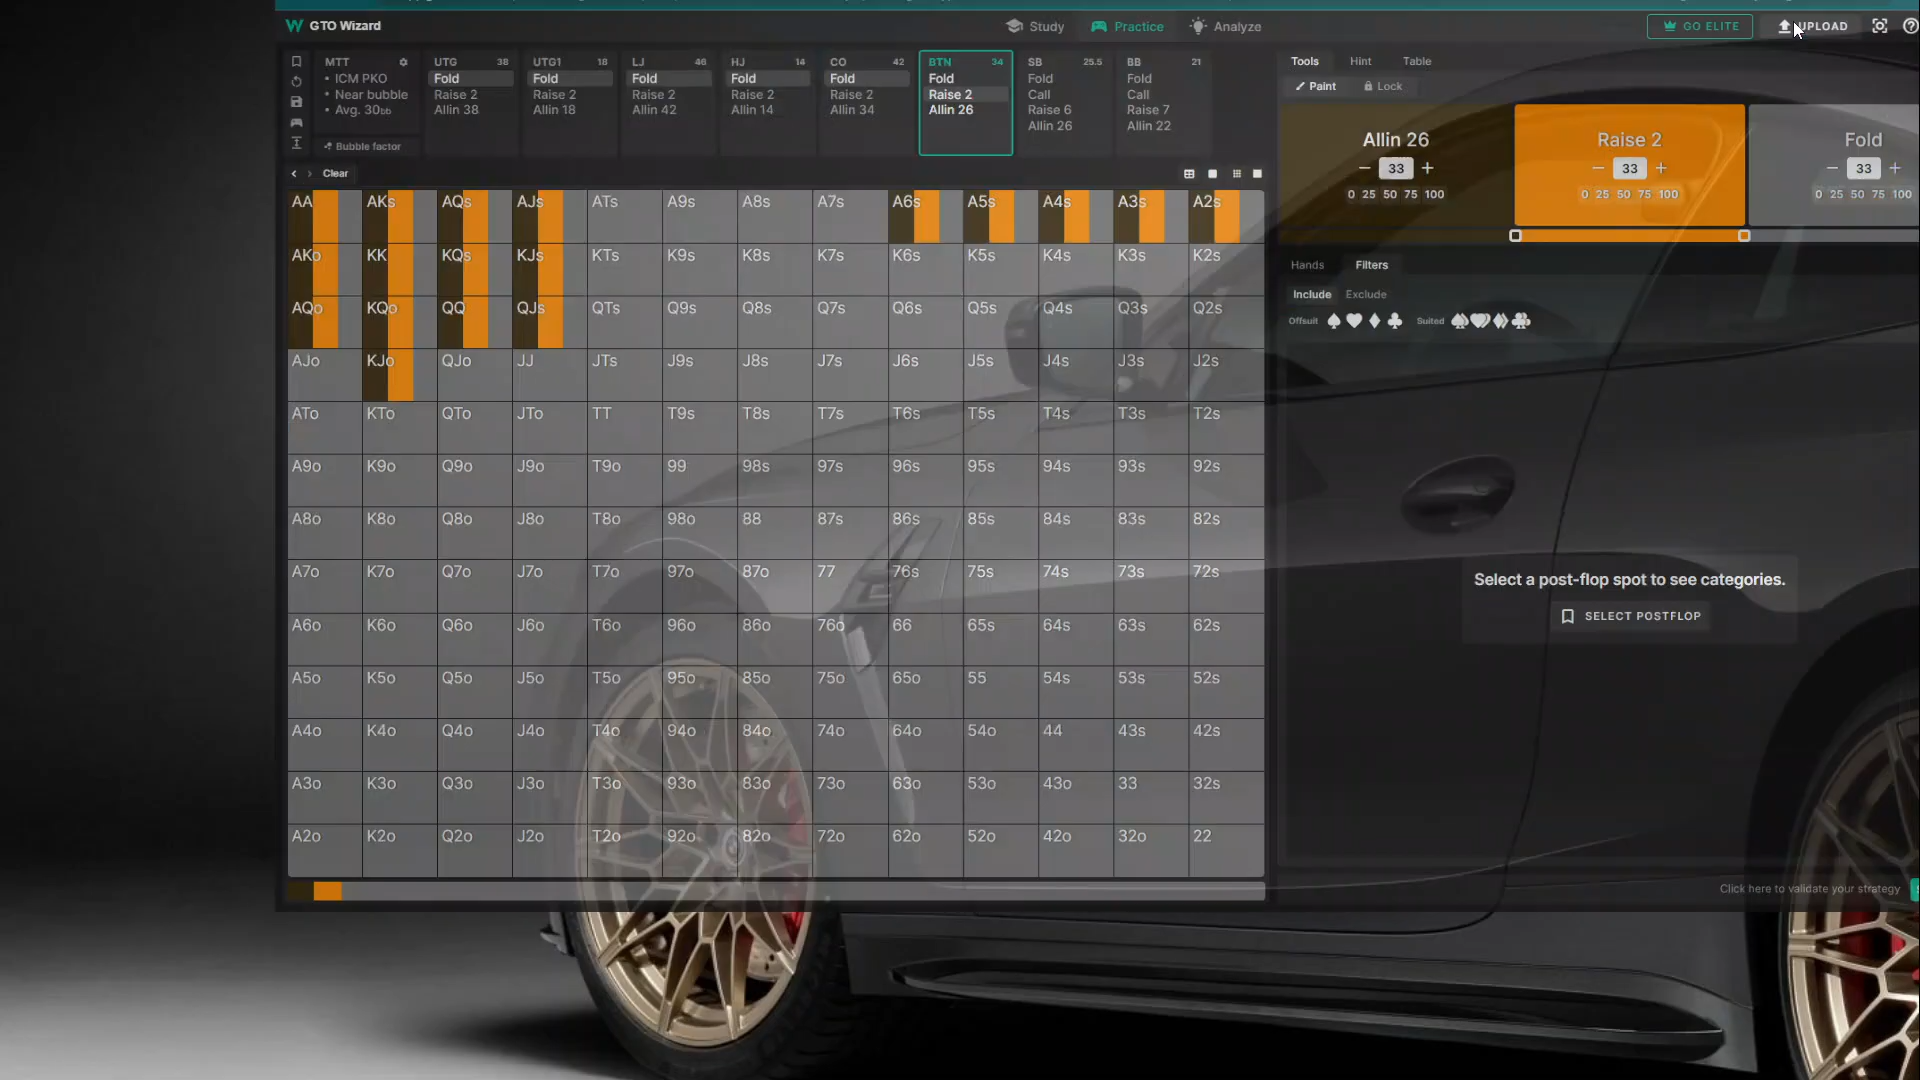 GTO Wizard
Study
Practice
Analyze
GO ELITE
UPLOAD
MTT
• ICM PKO
• Near bubble
• Avg. 30bb
Bubble factor
UTG 38
Fold
Raise 2
Allin 38
UTG1 18
Fold
Raise 2
Allin 18
LJ 46
Fold
Raise 2
Allin 42
HJ 14
Fold
Raise 2
Allin 14
CO 42
Fold
Raise 2
Allin 34
BTN 34
Fold
Raise 2
Allin 26
SB 25.5
Fold
Call
Raise 6
Allin 26
BB 21
Fold
Call
Raise 7
Allin 22
Clear
AA AKs AQs AJs ATs A9s A8s A7s A6s A5s A4s A3s A2s
AKo KK KQs KJs KTs K9s K8s K7s K6s K5s K4s K3s K2s
AQo KQo QQ QJs QTs Q9s Q8s Q7s Q6s Q5s Q4s Q3s Q2s
AJo KJo QJo JJ JTs J9s J8s J7s J6s J5s J4s J3s J2s
ATo KTo QTo JTo TT T9s T8s T7s T6s T5s T4s T3s T2s
A9o K9o Q9o J9o T9o 99 98s 97s 96s 95s 94s 93s 92s
A8o K8o Q8o J8o T8o 98o 88 87s 86s 85s 84s 83s 82s
A7o K7o Q7o J7o T7o 97o 87o 77 76s 75s 74s 73s 72s
A6o K6o Q6o J6o T6o 96o 86o 76o 66 65s 64s 63s 62s
A5o K5o Q5o J5o T5o 95o 85o 75o 65o 55 54s 53s 52s
A4o K4o Q4o J4o T4o 94o 84o 74o 64o 54o 44 43s 42s
A3o K3o Q3o J3o T3o 93o 83o 73o 63o 53o 43o 33 32s
A2o K2o Q2o J2o T2o 92o 82o 72o 62o 52o 42o 32o 22
Tools
Hint
Table
Paint
Lock
Allin 26
− 33 +
0 25 50 75 100
Raise 2
− 33 +
0 25 50 75 100
Fold
− 33 +
0 25 50 75 100
Hands
Filters
Include
Exclude
Offsuit
Suited
Select a post-flop spot to see categories.
SELECT POSTFLOP
Click here to validate your strategy